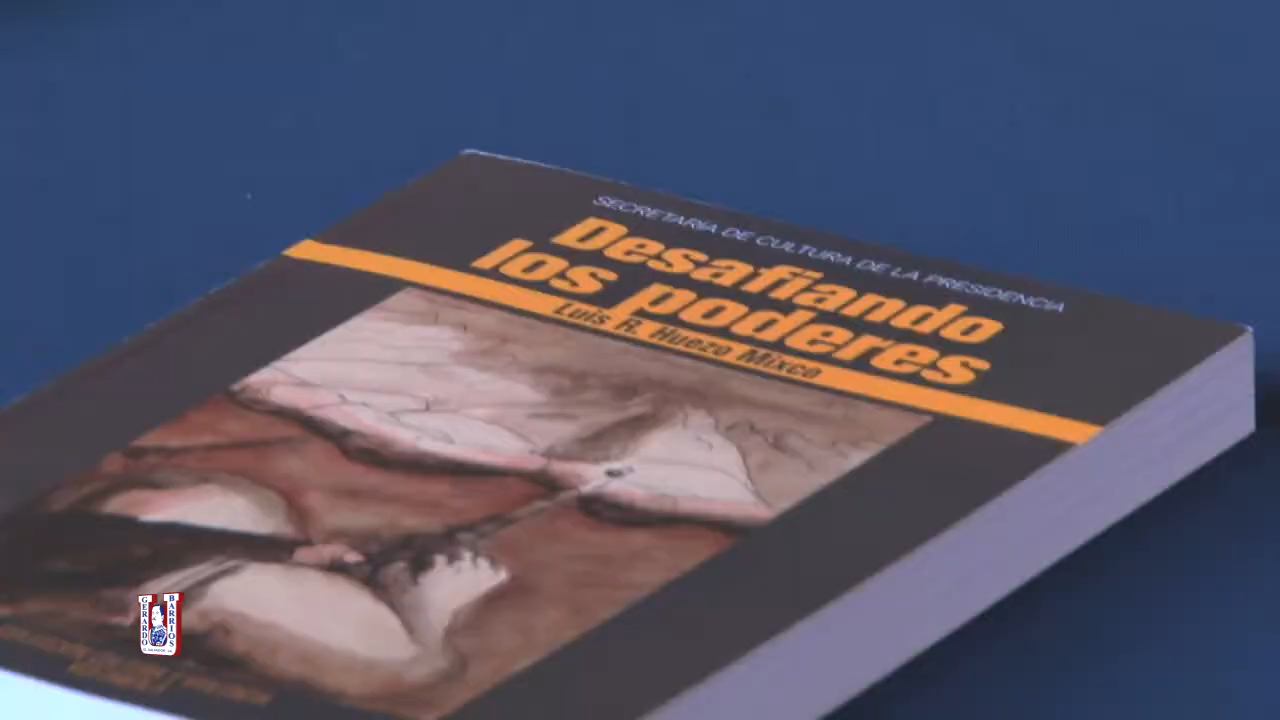 SECRETARÍA DE CULTURA DE LA PRESIDENCIA
Desafiando
los poderes
Luis R. Huezo Mixco
GERARDO
BARRIOS